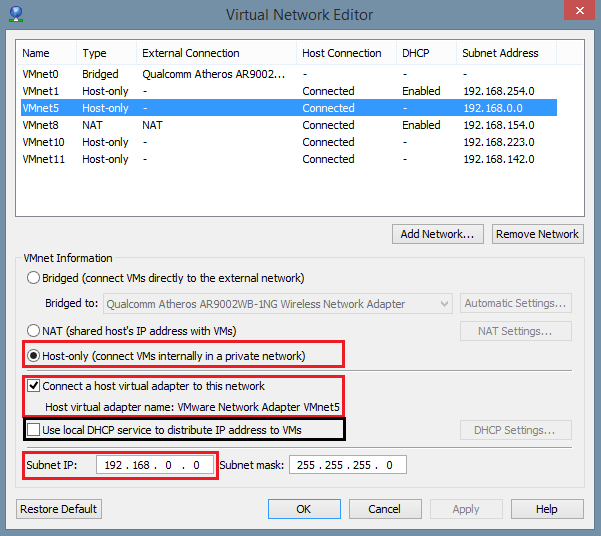 Virtual Network Editor
Name Type External Connection Host Connection DHCP Subnet Address
VMnet0 Bridged Qualcomm Atheros AR9002... - - -
VMnet1 Host-only - Connected Enabled 192.168.254.0
VMnet5 Host-only - Connected - 192.168.0.0
VMnet8 NAT NAT Connected Enabled 192.168.154.0
VMnet10 Host-only - Connected - 192.168.223.0
VMnet11 Host-only - Connected - 192.168.142.0
Add Network... Remove Network
VMnet Information
Bridged (connect VMs directly to the external network)
Bridged to: Qualcomm Atheros AR9002WB-1NG Wireless Network Adapter Automatic Settings...
NAT (shared host's IP address with VMs) NAT Settings...
Host-only (connect VMs internally in a private network)
Connect a host virtual adapter to this network
Host virtual adapter name: VMware Network Adapter VMnet5
Use local DHCP service to distribute IP address to VMs DHCP Settings...
Subnet IP: 192 . 168 . 0 . 0 Subnet mask: 255 . 255 . 255 . 0
Restore Default OK Cancel Apply Help